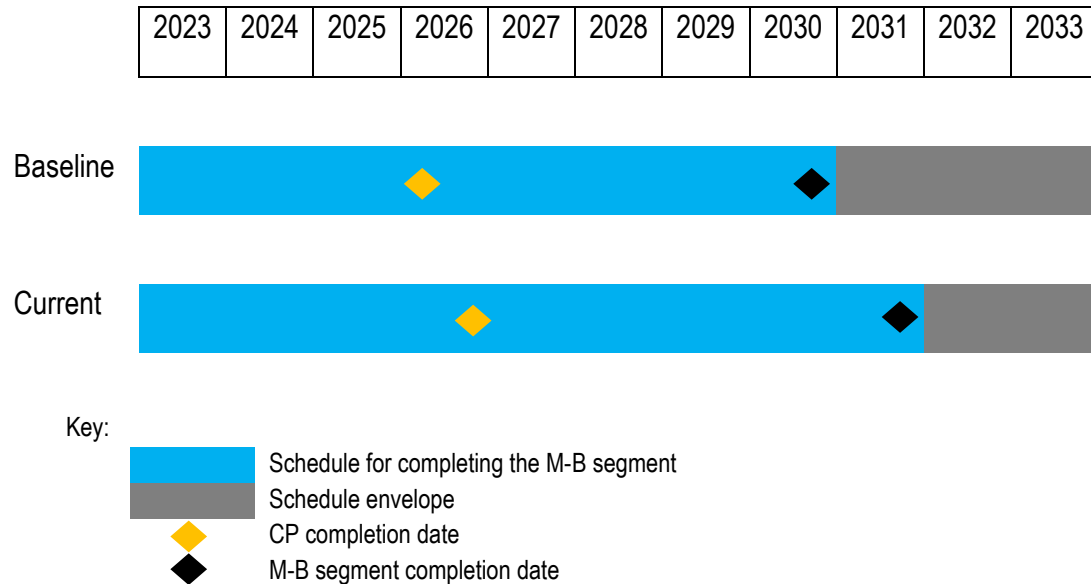 2023 2024 2025 2026 2027 2028 2029 2030 2031 2032 2033
Baseline
Current
Key:
Schedule for completing the M-B segment
Schedule envelope
CP completion date
M-B segment completion date